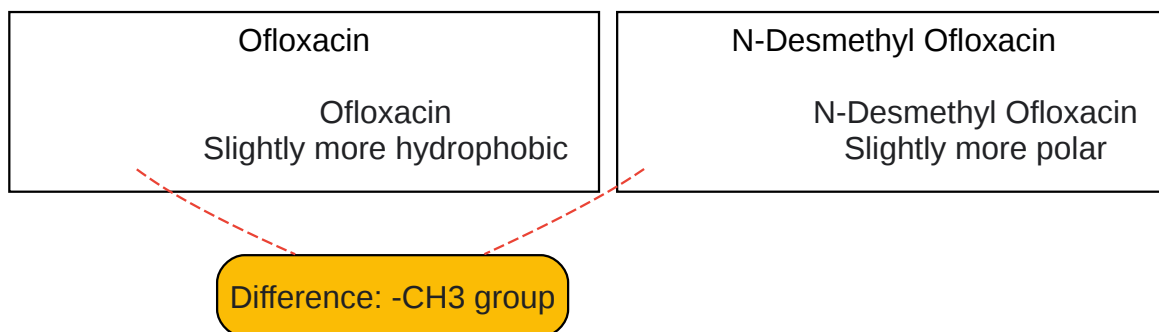 Ofloxacin
Ofloxacin
Slightly more hydrophobic
N-Desmethyl Ofloxacin
N-Desmethyl Ofloxacin
Slightly more polar
Difference: -CH3 group